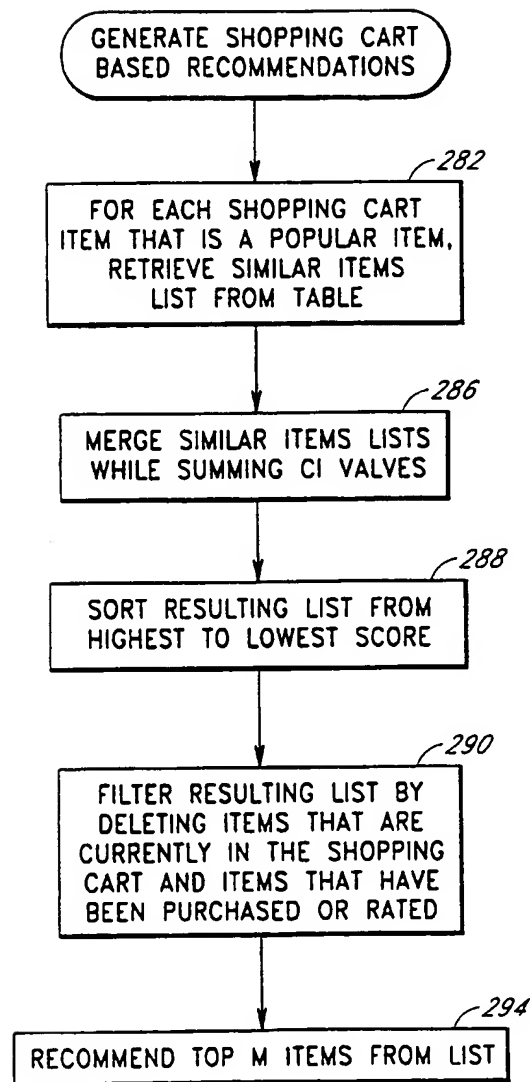 GENERATE SHOPPING CART
BASED RECOMMENDATIONS
282
FOR EACH SHOPPING CART
ITEM THAT IS A POPULAR ITEM,
RETRIEVE SIMILAR ITEMS
LIST FROM TABLE
286
MERGE SIMILAR ITEMS LISTS
WHILE SUMMING CI VALVES
288
SORT RESULTING LIST FROM
HIGHEST TO LOWEST SCORE
290
FILTER RESULTING LIST BY
DELETING ITEMS THAT ARE
CURRENTLY IN THE SHOPPING
CART AND ITEMS THAT HAVE
BEEN PURCHASED OR RATED
294
RECOMMEND TOP M ITEMS FROM LIST